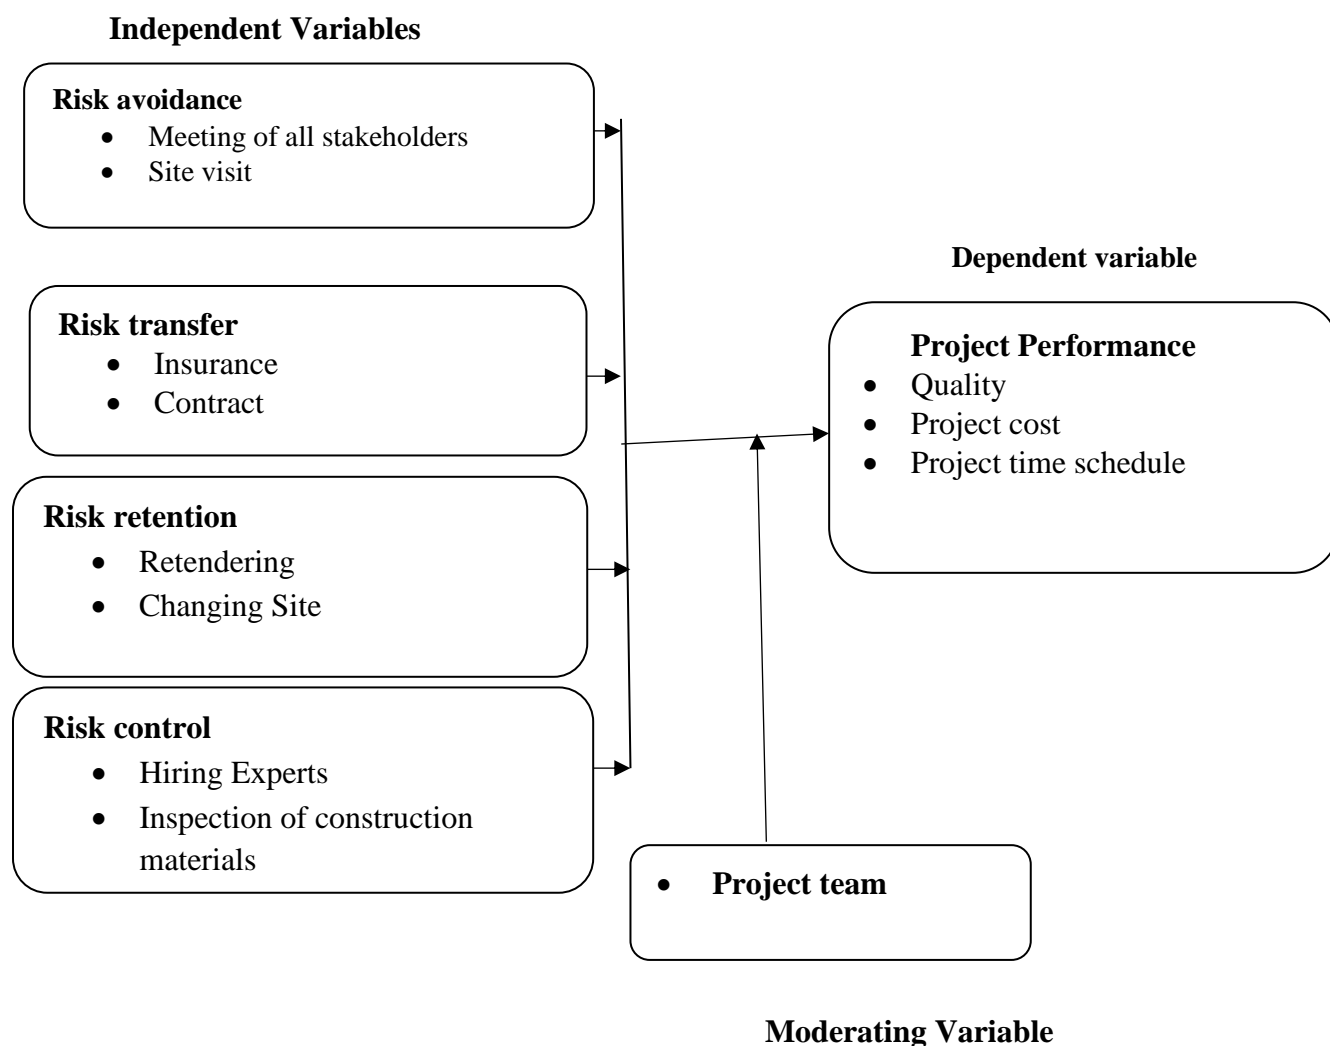 Independent Variables
Risk avoidance
• Meeting of all stakeholders
• Site visit
Risk transfer
• Insurance
• Contract
Risk retention
• Retendering
• Changing Site
Risk control
• Hiring Experts
• Inspection of construction
materials
Dependent variable
Project Performance
• Quality
• Project cost
• Project time schedule
• Project team
Moderating Variable